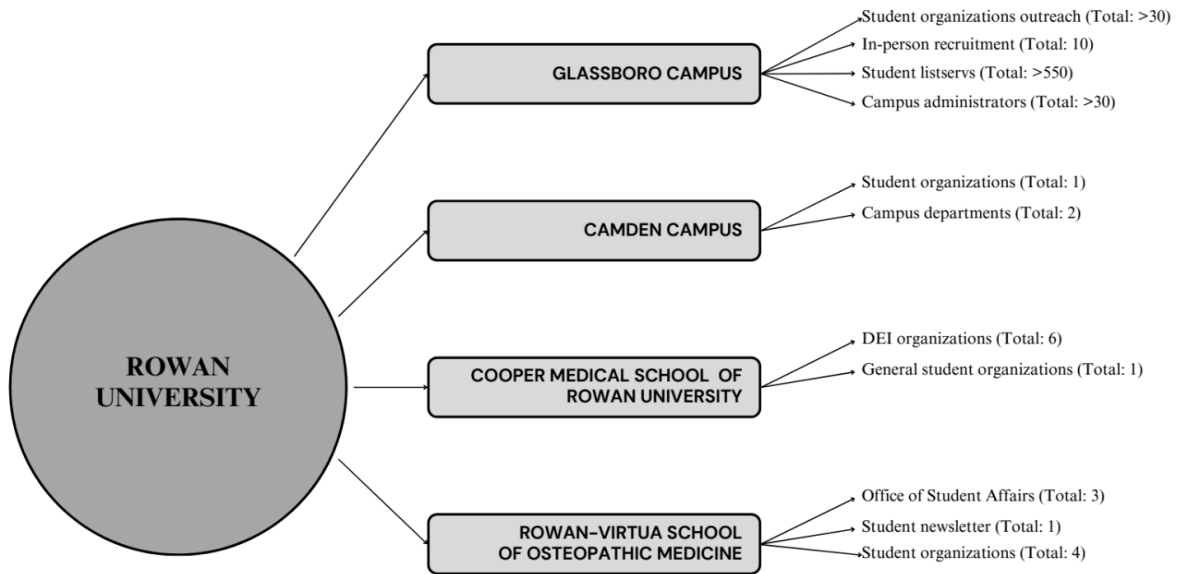 ROWAN
UNIVERSITY
GLASSBORO CAMPUS
Student organizations outreach (Total: >30)
In-person recruitment (Total: 10)
Student listservs (Total: >550)
Campus administrators (Total: >30)
CAMDEN CAMPUS
Student organizations (Total: 1)
Campus departments (Total: 2)
COOPER MEDICAL SCHOOL OF
ROWAN UNIVERSITY
DEI organizations (Total: 6)
General student organizations (Total: 1)
ROWAN-VIRTUA SCHOOL
OF OSTEOPATHIC MEDICINE
Office of Student Affairs (Total: 3)
Student newsletter (Total: 1)
Student organizations (Total: 4)